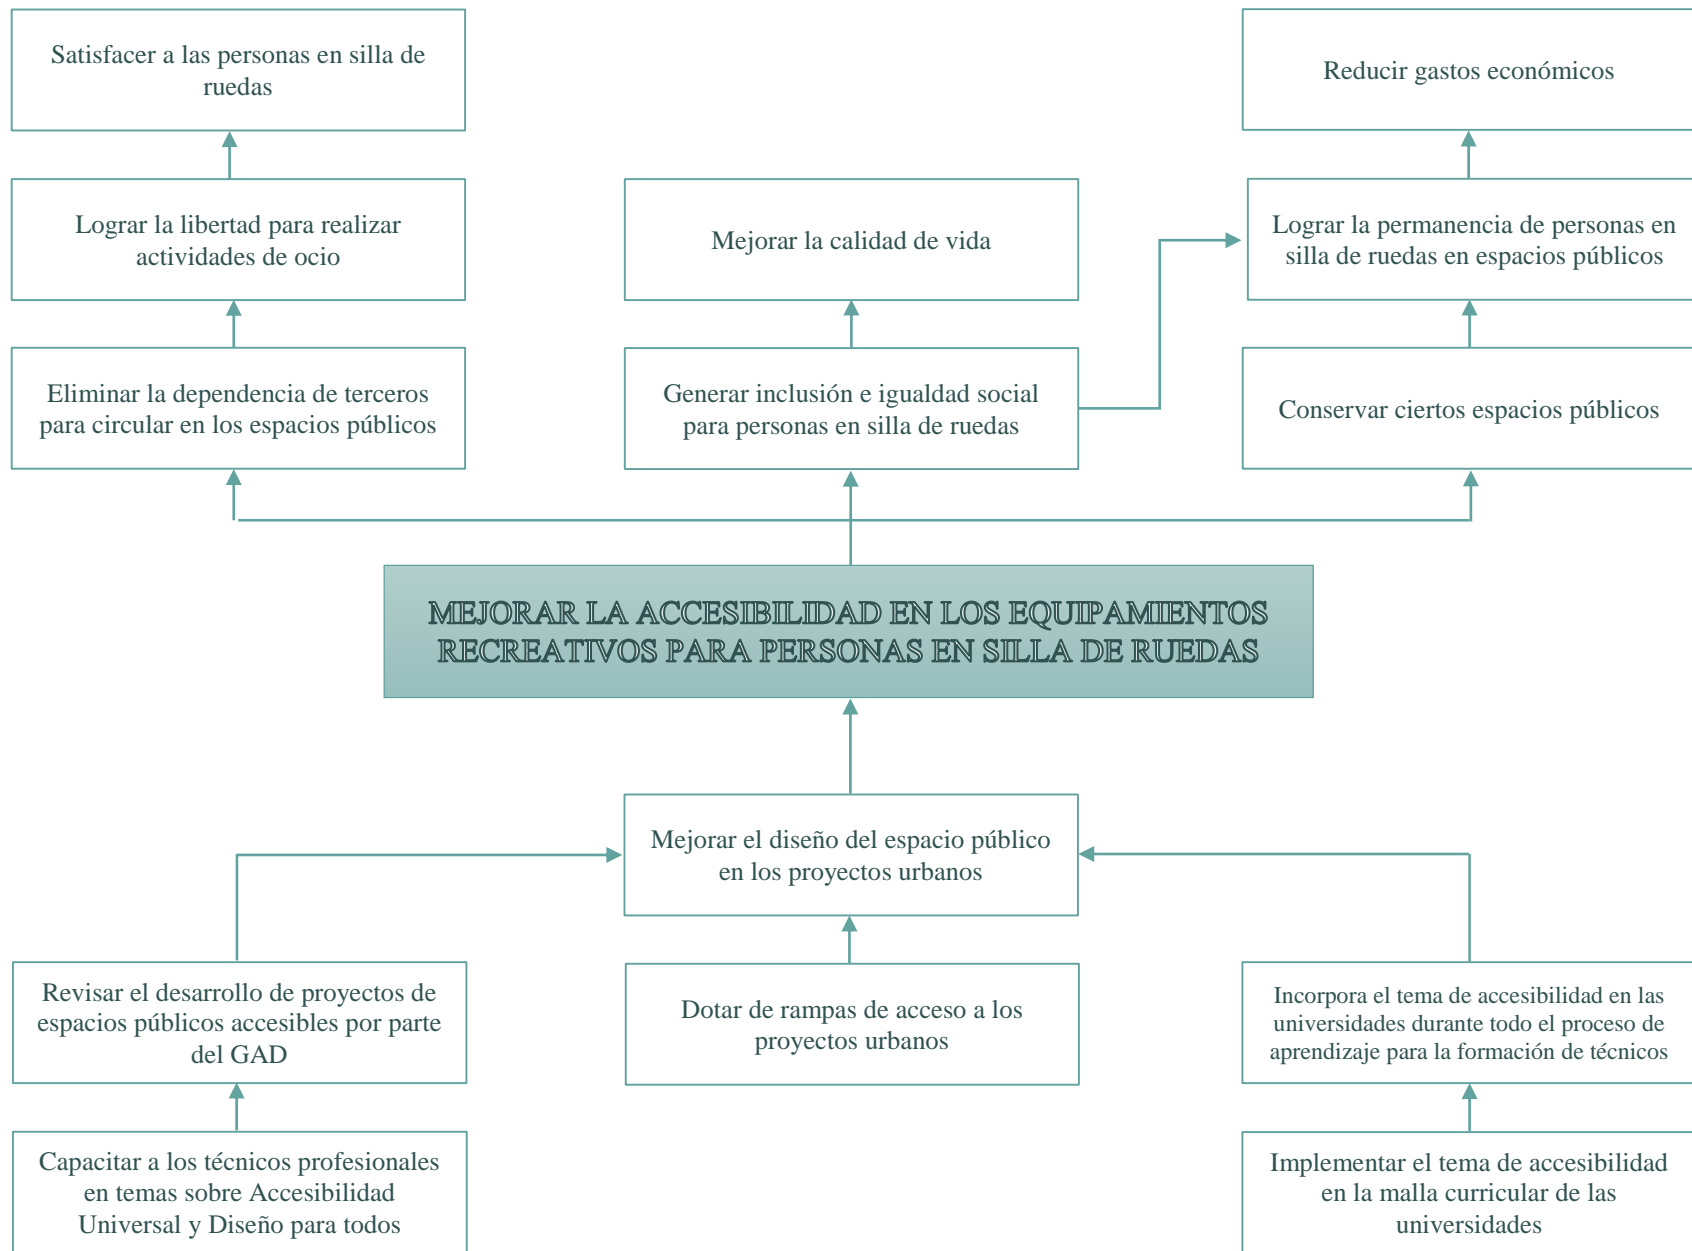 Satisfacer a las personas en silla de
ruedas
Reducir gastos económicos
Lograr la libertad para realizar
actividades de ocio
Mejorar la calidad de vida
Lograr la permanencia de personas en
silla de ruedas en espacios públicos
Eliminar la dependencia de terceros
para circular en los espacios públicos
Generar inclusión e igualdad social
para personas en silla de ruedas
Conservar ciertos espacios públicos
MEJORAR LA ACCESIBILIDAD EN LOS EQUIPAMIENTOS
RECREATIVOS PARA PERSONAS EN SILLA DE RUEDAS
Mejorar el diseño del espacio público
en los proyectos urbanos
Revisar el desarrollo de proyectos de
espacios públicos accesibles por parte
del GAD
Dotar de rampas de acceso a los
proyectos urbanos
Incorpora el tema de accesibilidad en las
universidades durante todo el proceso de
aprendizaje para la formación de técnicos
Capacitar a los técnicos profesionales
en temas sobre Accesibilidad
Universal y Diseño para todos
Implementar el tema de accesibilidad
en la malla curricular de las
universidades